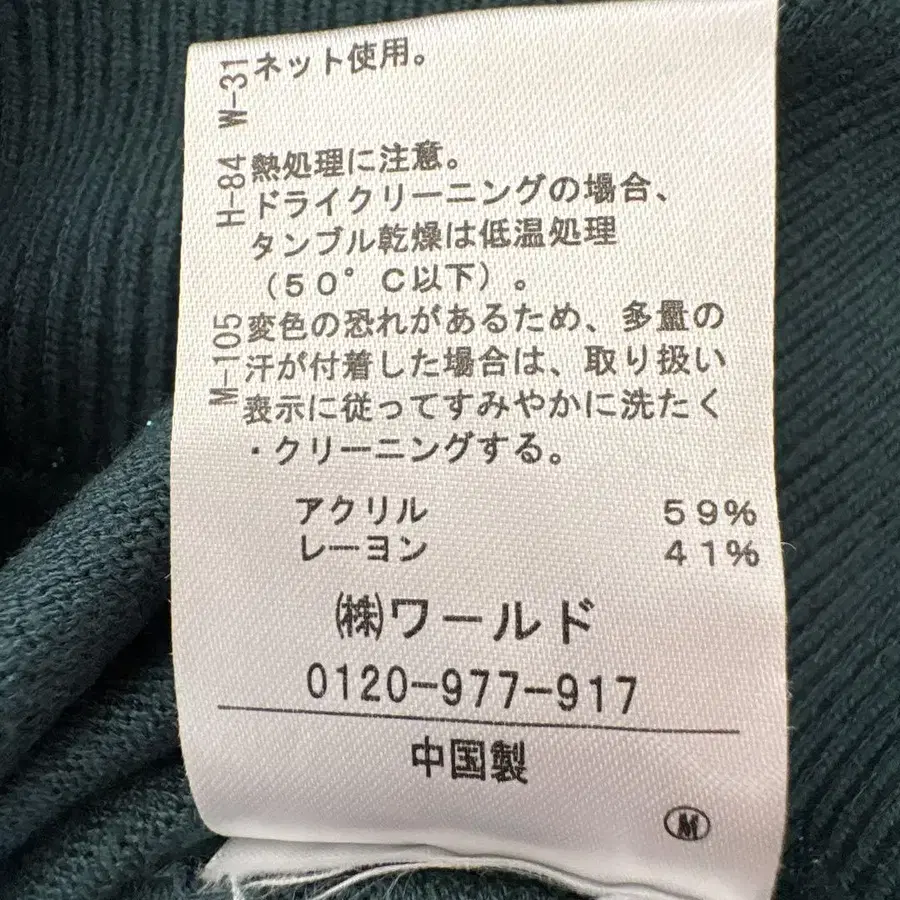 ネット使用。
熱処理に注意。
ドライクリーニングの場合、
タンブル乾燥は低温処理
(50°C以下)。
変色の恐れがあるため、多量の
汗が付着した場合は、取り扱い
表示に従ってすみやかに洗たく
・クリーニングする。
W-31
H-84
M-105
アクリル 59%
レーヨン 41%
㈱ワールド
0120-977-917
中国製
Ⓜ